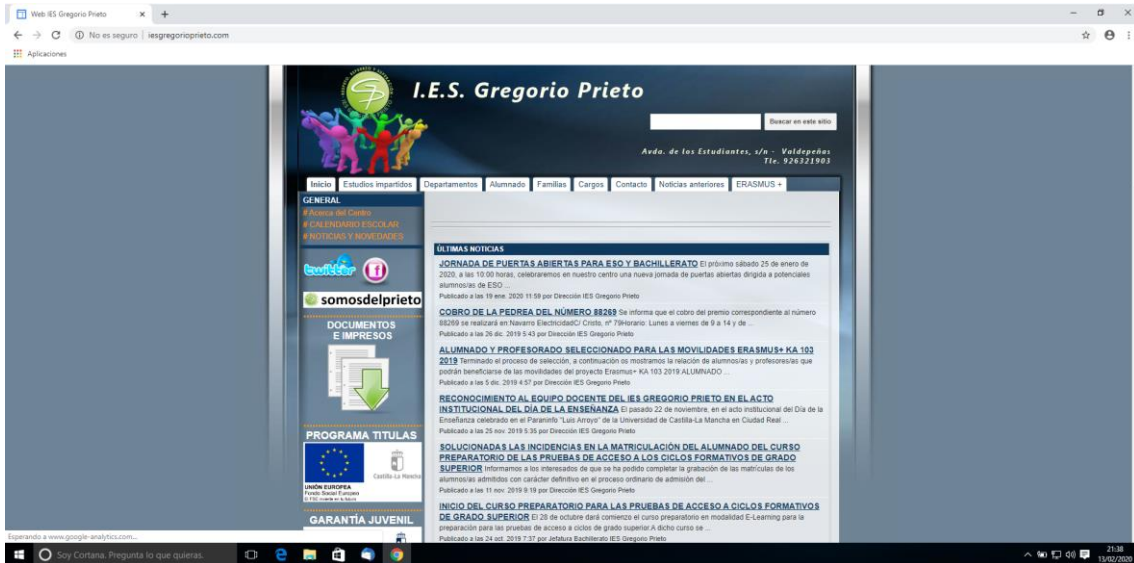 Web IES Gregorio Prieto
No es seguro | iesgregorioprieto.com
Aplicaciones
I.E.S. Gregorio Prieto
Buscar en este sitio
Avda. de los Estudiantes, s/n - Valdepeñas
Tle. 926321903
Inicio Estudios impartidos Departamentos Alumnado Familias Cargos Contacto Noticias anteriores ERASMUS +
GENERAL
# Acerca del Centro
# CALENDARIO ESCOLAR
# NOTICIAS Y NOVEDADES
twitter
somosdelprieto
DOCUMENTOS
E IMPRESOS
PROGRAMA TITULAS
Castilla-La Mancha
UNIÓN EUROPEA
Fondo Social Europeo
GARANTÍA JUVENIL
ÚLTIMAS NOTICIAS
JORNADA DE PUERTAS ABIERTAS PARA ESO Y BACHILLERATO El próximo sábado 25 de enero de
2020, a las 10:00 horas, celebraremos en nuestro centro una nueva jornada de puertas abiertas dirigida a potenciales
alumnos/as de ESO ...
Publicado a las 19 ene. 2020 11:59 por Dirección IES Gregorio Prieto
COBRO DE LA PEDREA DEL NÚMERO 88269 Se informa que el cobro del premio correspondiente al número
88269 se realizará en Navarro ElectricidadC/ Cristo, nº 79Horario: Lunes a viernes de 9 a 14 y de ...
Publicado a las 26 dic. 2019 5:43 por Dirección IES Gregorio Prieto
ALUMNADO Y PROFESORADO SELECCIONADO PARA LAS MOVILIDADES ERASMUS+ KA 103
2019 Terminado el proceso de selección, a continuación os mostramos la relación de alumnos/as y profesores/as que
podrán beneficiarse de las movilidades del proyecto Erasmus+ KA 103 2019:ALUMNADO ...
Publicado a las 5 dic. 2019 4:57 por Dirección IES Gregorio Prieto
RECONOCIMIENTO AL EQUIPO DOCENTE DEL IES GREGORIO PRIETO EN EL ACTO
INSTITUCIONAL DEL DÍA DE LA ENSEÑANZA El pasado 22 de noviembre, en el acto institucional del Día de la
Enseñanza celebrado en el Paraninfo "Luis Arroyo" de la Universidad de Castilla-La Mancha en Ciudad Real ...
Publicado a las 25 nov. 2019 5:35 por Dirección IES Gregorio Prieto
SOLUCIONADAS LAS INCIDENCIAS EN LA MATRICULACIÓN DEL ALUMNADO DEL CURSO
PREPARATORIO DE LAS PRUEBAS DE ACCESO A LOS CICLOS FORMATIVOS DE GRADO
SUPERIOR Informamos a los interesados de que se ha podido completar la grabación de las matrículas de los
alumnos/as admitidos con carácter definitivo en el proceso ordinario de admisión del ...
Publicado a las 11 nov. 2019 9:19 por Dirección IES Gregorio Prieto
INICIO DEL CURSO PREPARATORIO PARA LAS PRUEBAS DE ACCESO A CICLOS FORMATIVOS
DE GRADO SUPERIOR El 28 de octubre dará comienzo el curso preparatorio en modalidad E-Learning para la
preparación para las pruebas de acceso a ciclos de grado superior.A dicho curso se ...
Publicado a las 24 oct. 2019 7:37 por Jefatura Bachillerato IES Gregorio Prieto
Esperando a www.google-analytics.com...
Soy Cortana. Pregunta lo que quieras.
21:38
13/02/2020